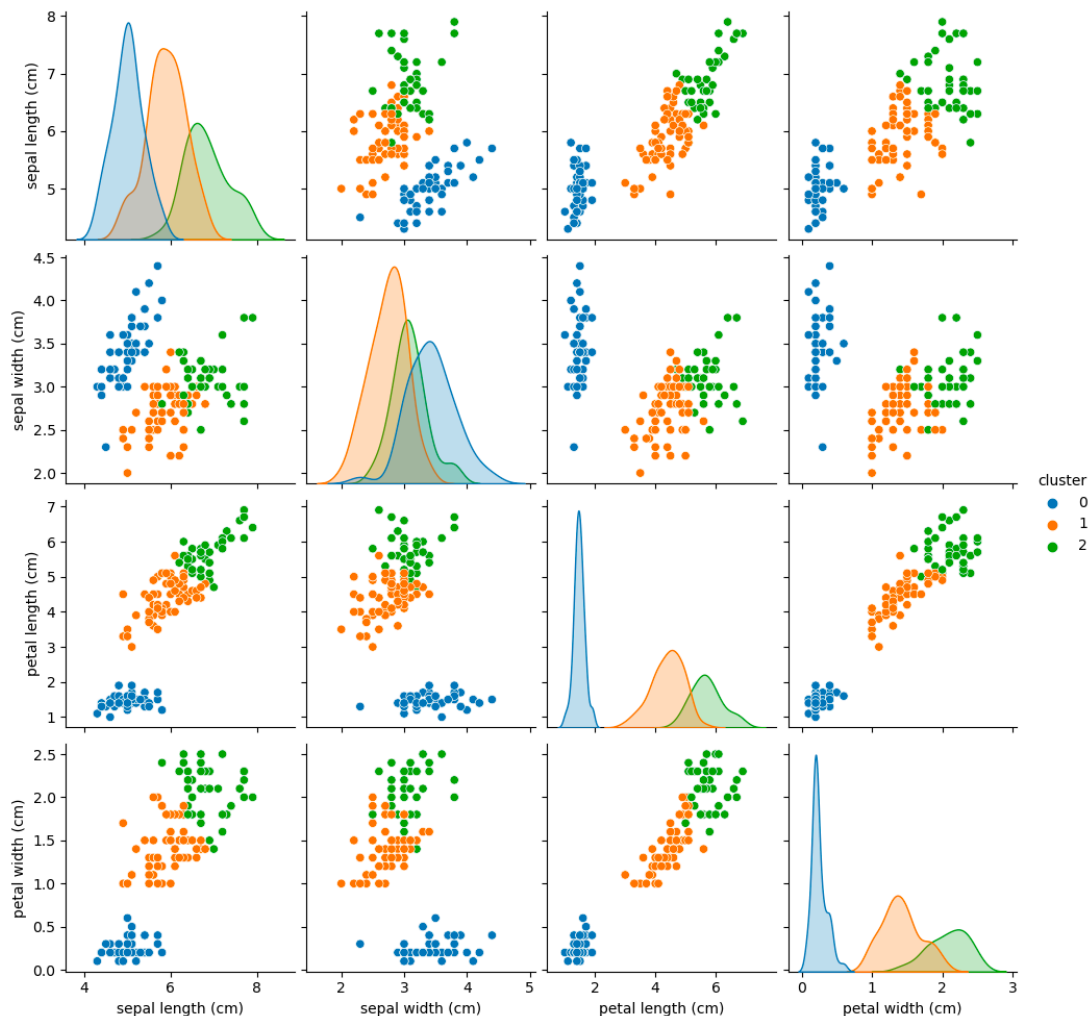 8
7
6
5
sepal length (cm)
4.5
4.0
3.5
3.0
2.5
2.0
sepal width (cm)
7
6
5
4
3
2
1
petal length (cm)
2.5
2.0
1.5
1.0
0.5
0.0
petal width (cm)
4 6 8
sepal length (cm)
2 3 4 5
sepal width (cm)
2 4 6
petal length (cm)
0 1 2 3
petal width (cm)
cluster
0
1
2